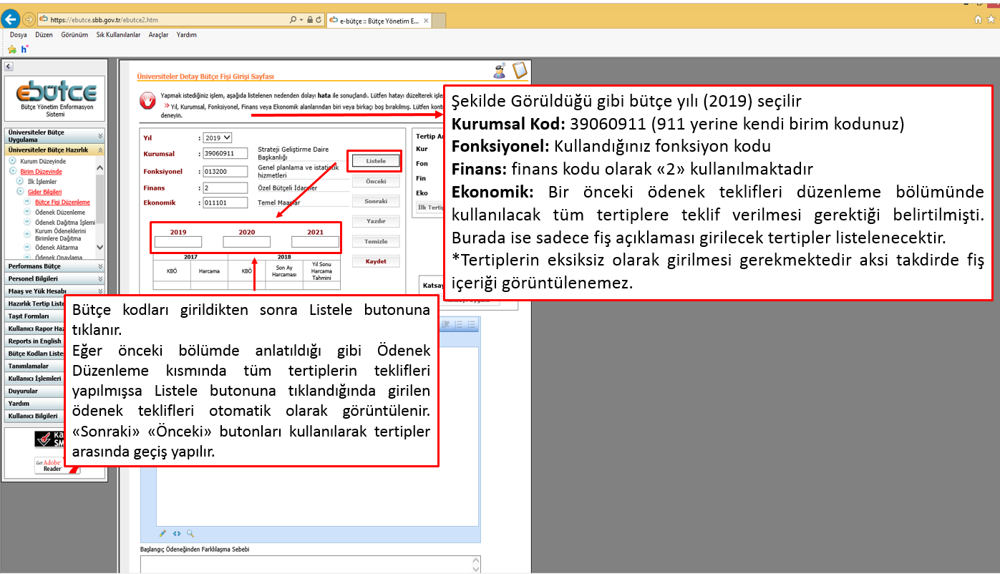 https://ebutce.sbb.gov.tr/ebutce2.htm
e-bütçe :: Bütçe Yönetim E...
Dosya Düzen Görünüm Sık Kullanılanlar Araçlar Yardım
h
ebütce
Bütçe Yönetim Enformasyon
Sistemi
Üniversiteler Bütçe
Uygulama
Üniversiteler Bütçe Hazırlık
Kurum Düzeyinde
Birim Düzeyinde
İlk İşlemler
Gider Bilgileri
Bütçe Fişi Düzenleme
Ödenek Düzenleme
Ödenek Dağıtma İşlemi
Kurum Ödeneklerini
Birimlere Dağıtma
Ödenek Aktarma
Ödenek Onaylama
Performans Bütçe
Personel Bilgileri
Maaş ve Yük Hesabı
Hazırlık Tertip Liste
Taşıt Formları
Kullanıcı Rapor Haz
Reports in English
Bütçe Kodları Liste
Tanımlamalar
Kullanıcı İşlemleri
Duyurular
Yardım
Kullanıcı Bilgileri
Get Adobe
Reader
Üniversiteler Detay Bütçe Fişi Girişi Sayfası
Yapmak istediğiniz işlem, aşağıda listelenen nedenden dolayı hata ile sonuçlandı. Lütfen hatayı düzelterek işle
» Yıl, Kurumsal, Fonksiyonel, Finans veya Ekonomik alanlarından biri veya birkaçı boş bırakılmış. Lütfen kont
deneyin.
Yıl : 2019
Kurumsal : 39060911 Strateji Geliştirme Daire
Başkanlığı
Fonksiyonel : 013200 Genel planlama ve istatistik
hizmetleri
Finans : 2 Özel Bütçeli İdareler
Ekonomik : 011101 Temel Maaşlar
Listele
Önceki
Sonraki
Yazdır
Temizle
Kaydet
Tertip A
Kur
Fon
Fin
Eko
İlk Tertip
2019 2020 2021
2017 2018
KBÖ Harcama KBÖ Son Ay
Harcaması Yıl Sonu
Harcama
Tahmini
Katsay
Şekilde Görüldüğü gibi bütçe yılı (2019) seçilir
Kurumsal Kod: 39060911 (911 yerine kendi birim kodunuz)
Fonksiyonel: Kullandığınız fonksiyon kodu
Finans: finans kodu olarak «2» kullanılmaktadır
Ekonomik: Bir önceki ödenek teklifleri düzenleme bölümünde
kullanılacak tüm tertiplere teklif verilmesi gerektiği belirtilmişti.
Burada ise sadece fiş açıklaması girilecek tertipler listelenecektir.
*Tertiplerin eksiksiz olarak girilmesi gerekmektedir aksi takdirde fiş
içeriği görüntülenemez.
Bütçe kodları girildikten sonra Listele butonuna
tıklanır.
Eğer önceki bölümde anlatıldığı gibi Ödenek
Düzenleme kısmında tüm tertiplerin teklifleri
yapılmışsa Listele butonuna tıklandığında girilen
ödenek teklifleri otomatik olarak görüntülenir.
«Sonraki» «Önceki» butonları kullanılarak tertipler
arasında geçiş yapılır.
Başlangıç Ödeneğinden Farklılaşma Sebebi